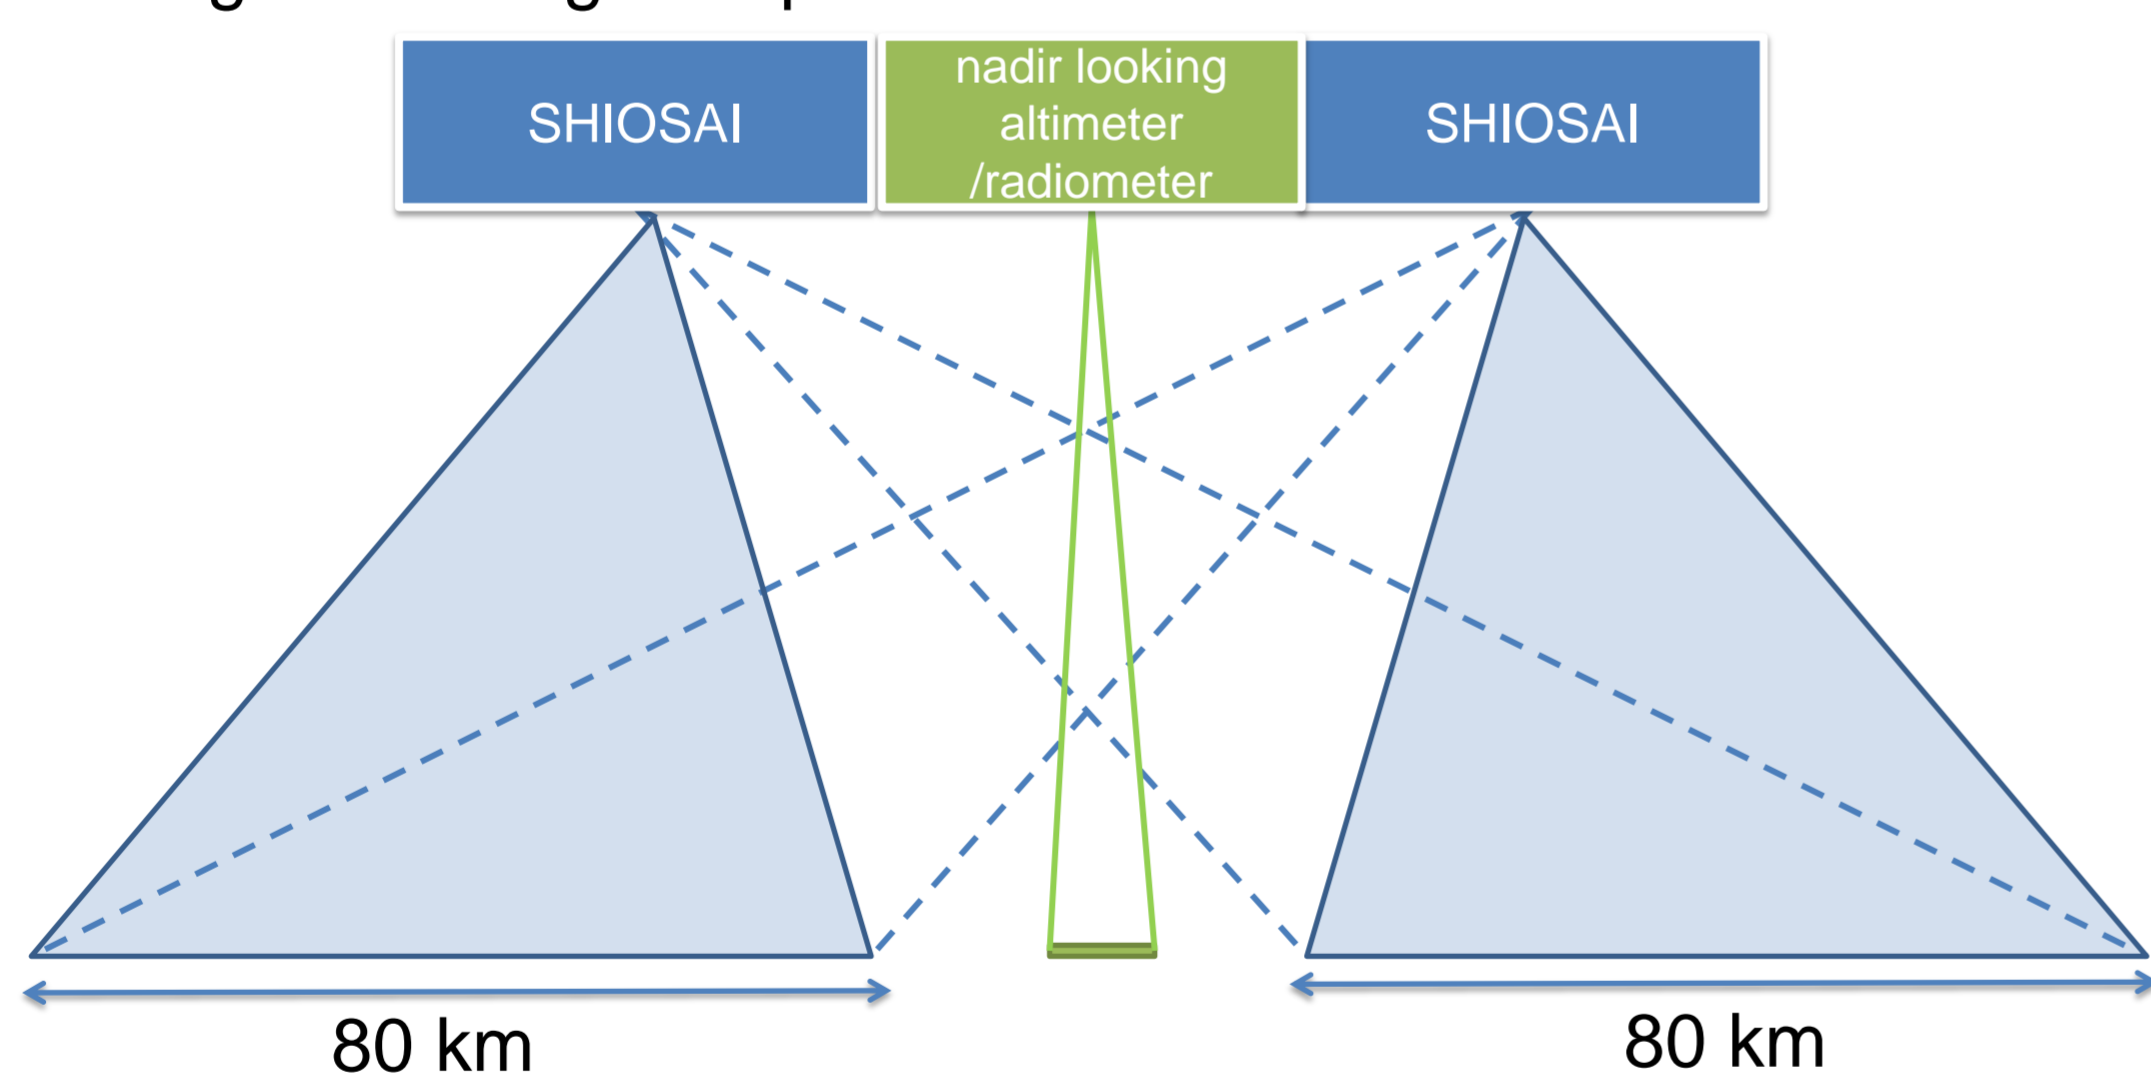 SHIOSAI
nadir looking
altimeter
/radiometer
SHIOSAI
80 km
80 km